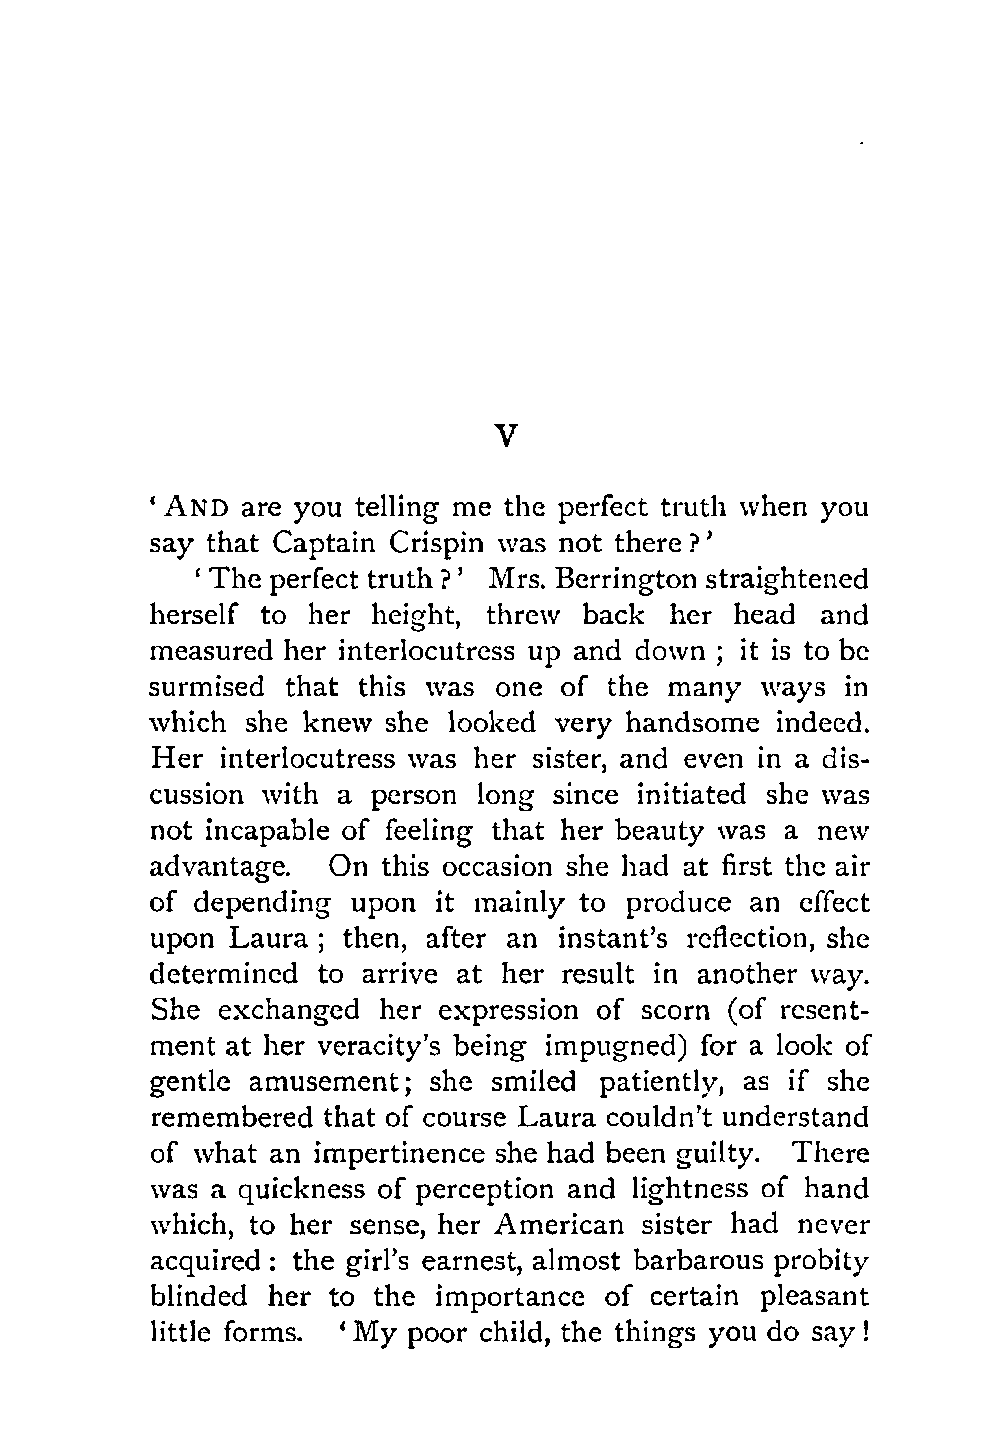 V
‘AND are you telling me the perfect truth when you
say that Captain Crispin was not there?’
‘The perfect truth?’ Mrs. Berrington straightened
herself to her height, threw back her head and
measured her interlocutress up and down; it is to be
surmised that this was one of the many ways in
which she knew she looked very handsome indeed.
Her interlocutress was her sister, and even in a dis-
cussion with a person long since initiated she was
not incapable of feeling that her beauty was a new
advantage. On this occasion she had at first the air
of depending upon it mainly to produce an effect
upon Laura; then, after an instant’s reflection, she
determined to arrive at her result in another way.
She exchanged her expression of scorn (of resent-
ment at her veracity’s being impugned) for a look of
gentle amusement; she smiled patiently, as if she
remembered that of course Laura couldn’t understand
of what an impertinence she had been guilty. There
was a quickness of perception and lightness of hand
which, to her sense, her American sister had never
acquired: the girl’s earnest, almost barbarous probity
blinded her to the importance of certain pleasant
little forms. ‘My poor child, the things you do say!